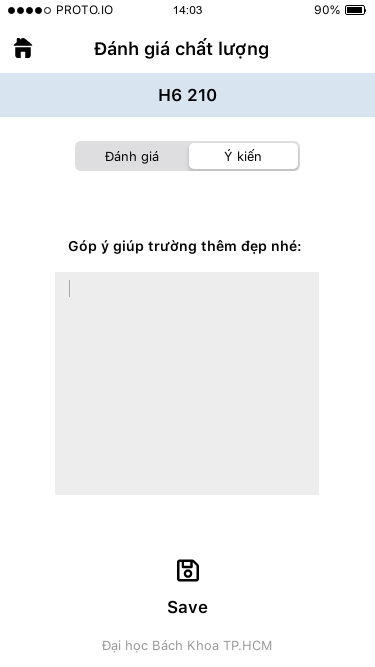 PROTO.IO 14:03 90%
Đánh giá chất lượng
H6 210
Đánh giá Ý kiến
Góp ý giúp trường thêm đẹp nhé:
Save
Đại học Bách Khoa TP.HCM